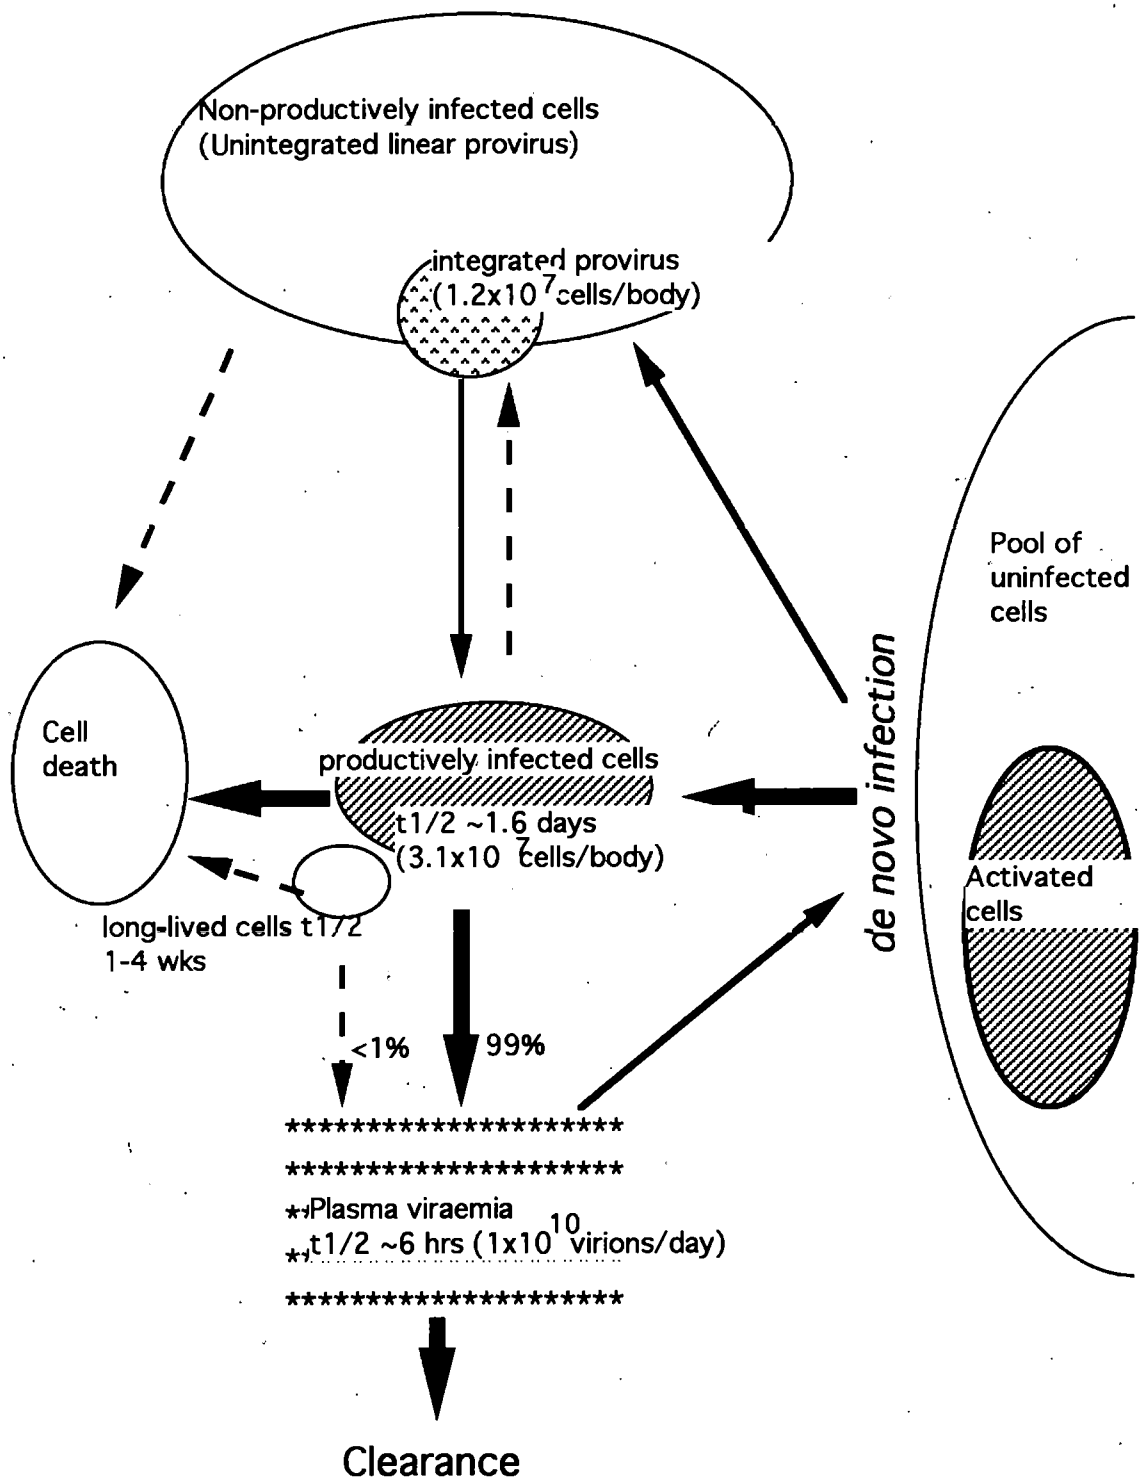 Non-productively infected cells
(Unintegrated linear provirus)
integrated provirus
(1.2x10 7 cells/body)
Pool of
uninfected
cells
de novo infection
Cell
death
productively infected cells
t1/2 ~1.6 days
(3.1x10 7 cells/body)
Activated
cells
long-lived cells t1/2
1-4 wks
<1%
99%
*********************
*********************
**Plasma viraemia
*,t1/2 ~6 hrs (1x10 10 virions/day)
*********************
Clearance